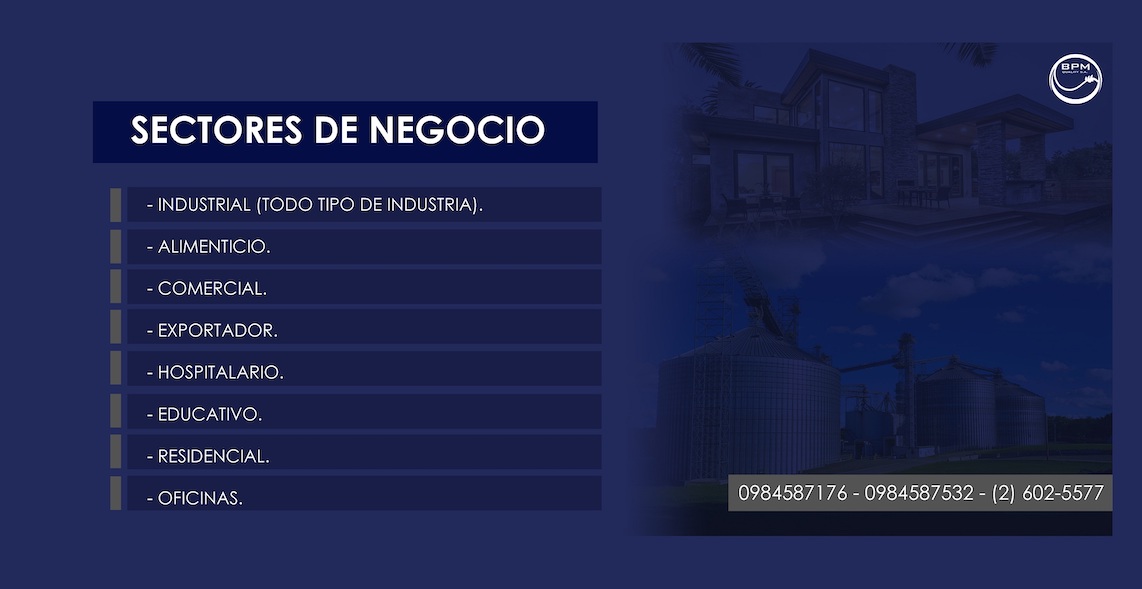 BPM
QUALITY S.A.
SECTORES DE NEGOCIO
- INDUSTRIAL (TODO TIPO DE INDUSTRIA).
- ALIMENTICIO.
- COMERCIAL.
- EXPORTADOR.
- HOSPITALARIO.
- EDUCATIVO.
- RESIDENCIAL.
- OFICINAS.
0984587176 - 0984587532 - (2) 602-5577